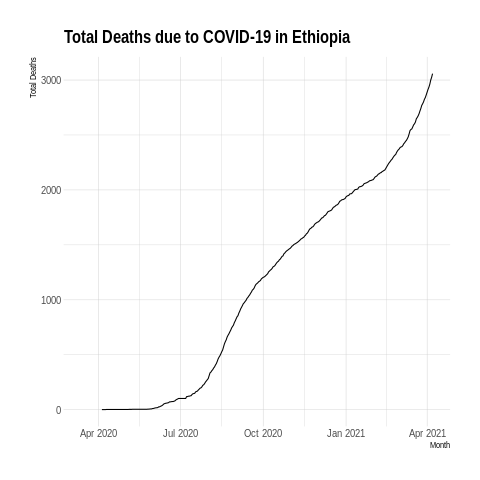 Total Deaths due to COVID-19 in Ethiopia
Total Deaths
3000
2000
1000
0
Apr 2020 Jul 2020 Oct 2020 Jan 2021 Apr 2021
Month